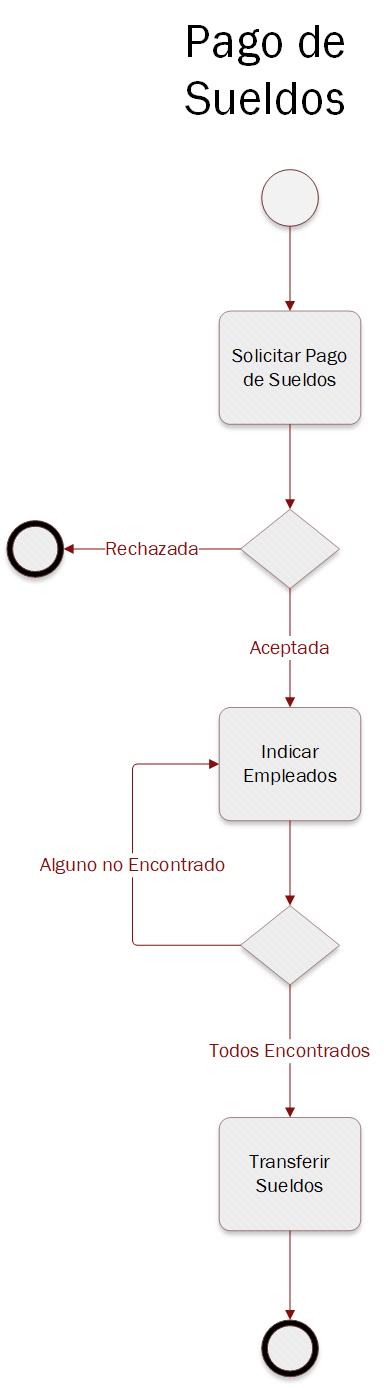 Pago de
Sueldos
Solicitar Pago
de Sueldos
Rechazada
Aceptada
Indicar
Empleados
Alguno no Encontrado
Todos Encontrados
Transferir
Sueldos